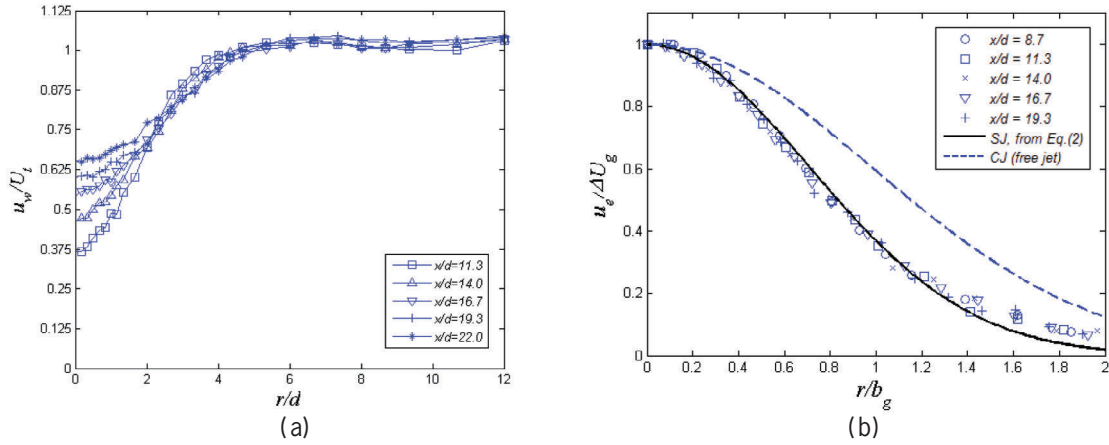 (a)
1.125
1
0.875
0.75
0.625
0.5
0.375
0.25
0.125
0
u_w/U_t
0 2 4 6 8 10 12
r/d
x/d=11.3
x/d=14.0
x/d=16.7
x/d=19.3
x/d=22.0
(a)
1
0.8
0.6
0.4
0.2
0
u_e/ΔU_g
0 0.2 0.4 0.6 0.8 1 1.2 1.4 1.6 1.8 2
r/b_g
x/d = 8.7
x/d = 11.3
x/d = 14.0
x/d = 16.7
x/d = 19.3
SJ, from Eq.(2)
CJ (free jet)
(b)